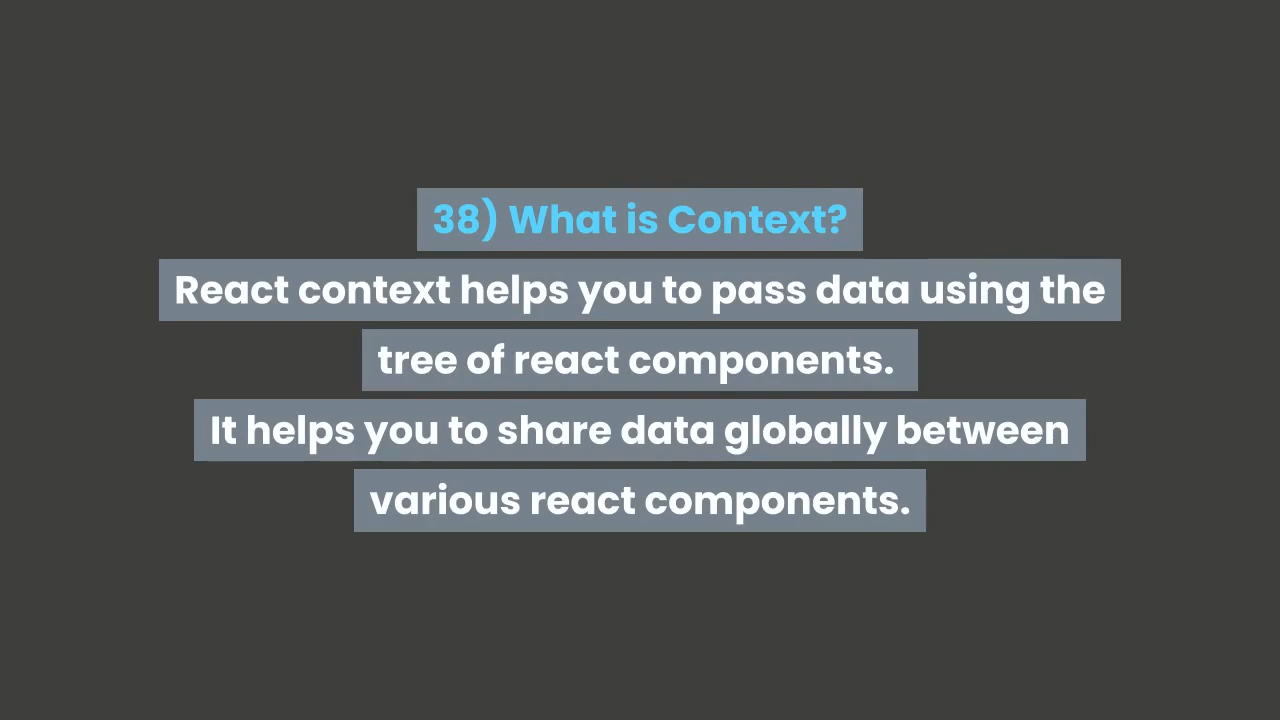 38) What is Context?
React context helps you to pass data using the
tree of react components.
It helps you to share data globally between
various react components.